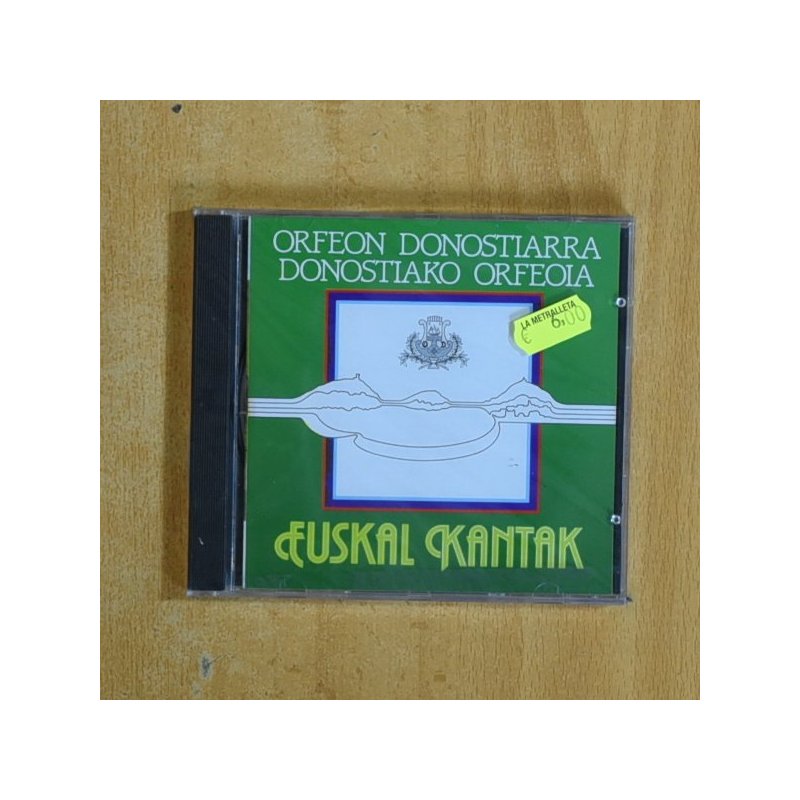 ORFEON DONOSTIARRA
DONOSTIAKO ORFEOIA
LA METRALLETA
€ 6,00
EUSKAL KANTAK